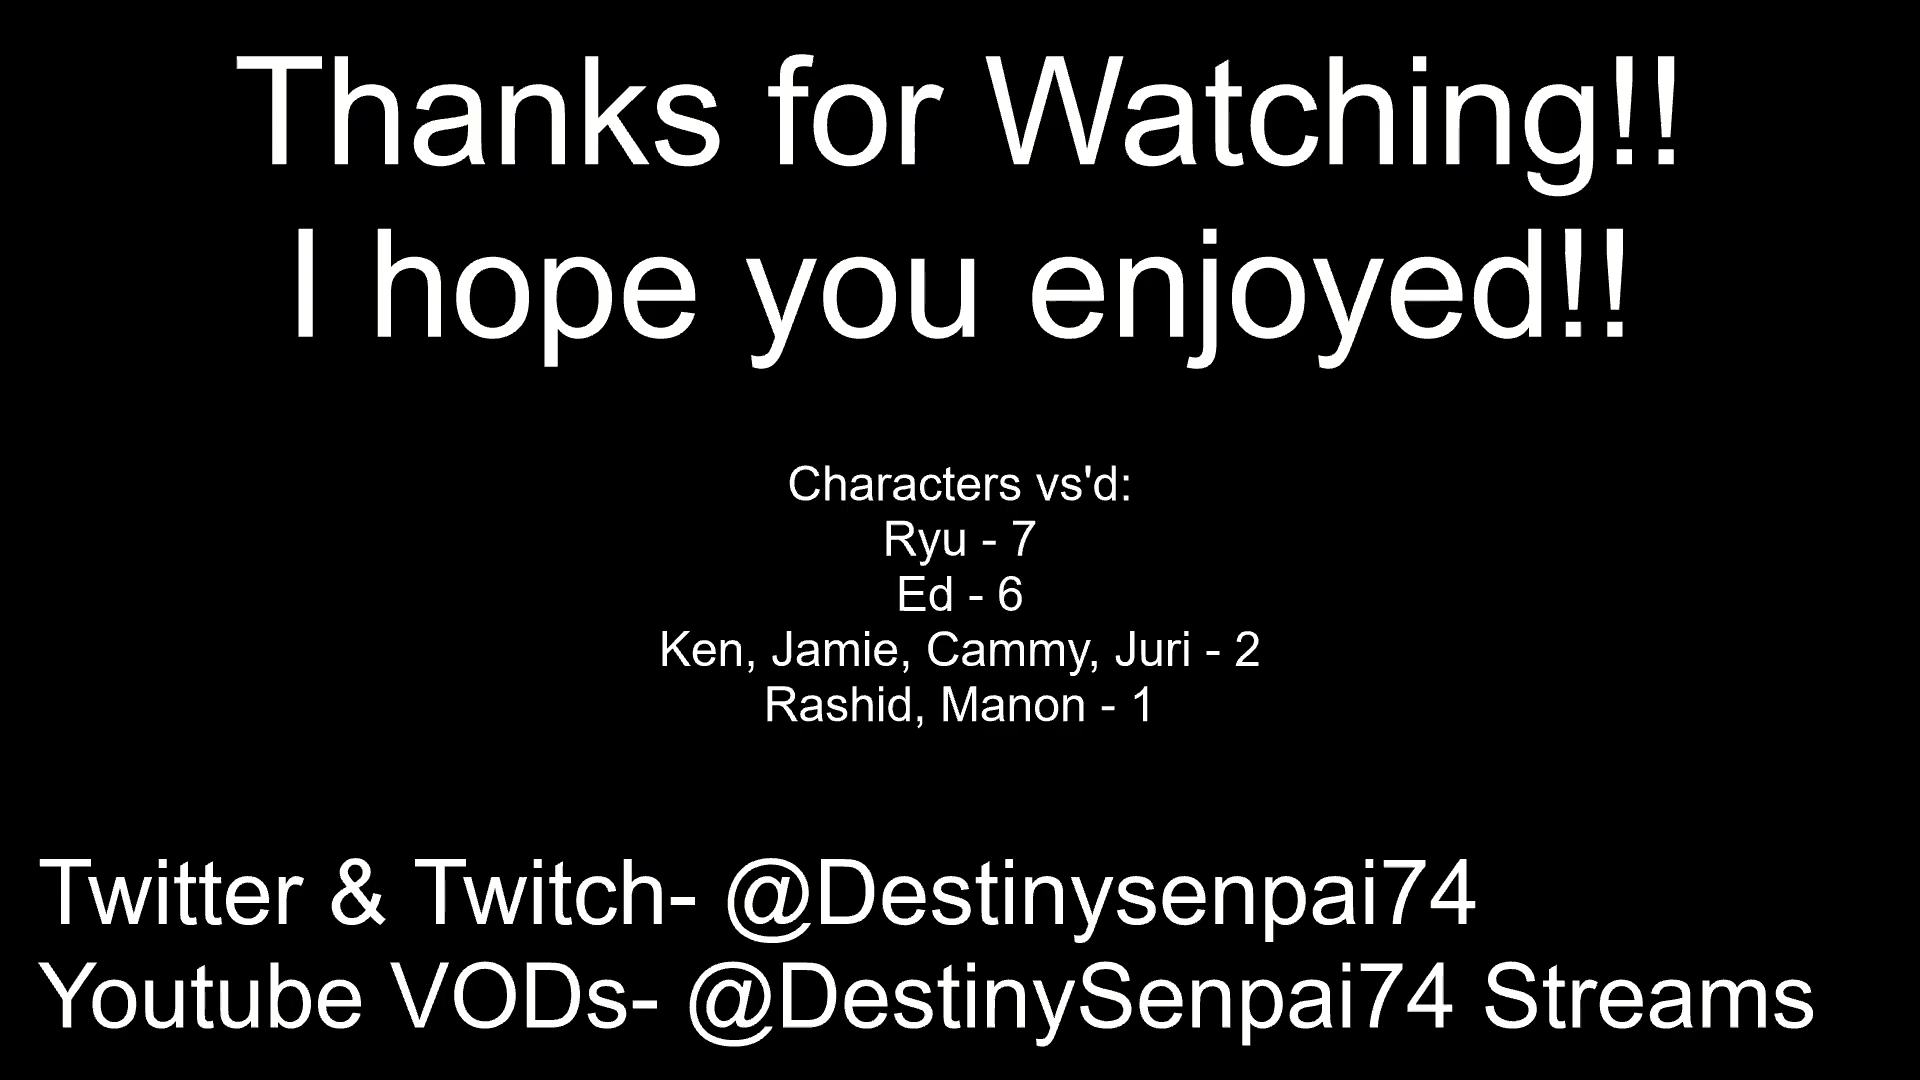 Thanks for Watching!!
I hope you enjoyed!!
Characters vs'd:
Ryu - 7
Ed - 6
Ken, Jamie, Cammy, Juri - 2
Rashid, Manon - 1
Twitter & Twitch- @Destinysenpai74
Youtube VODs- @DestinySenpai74 Streams